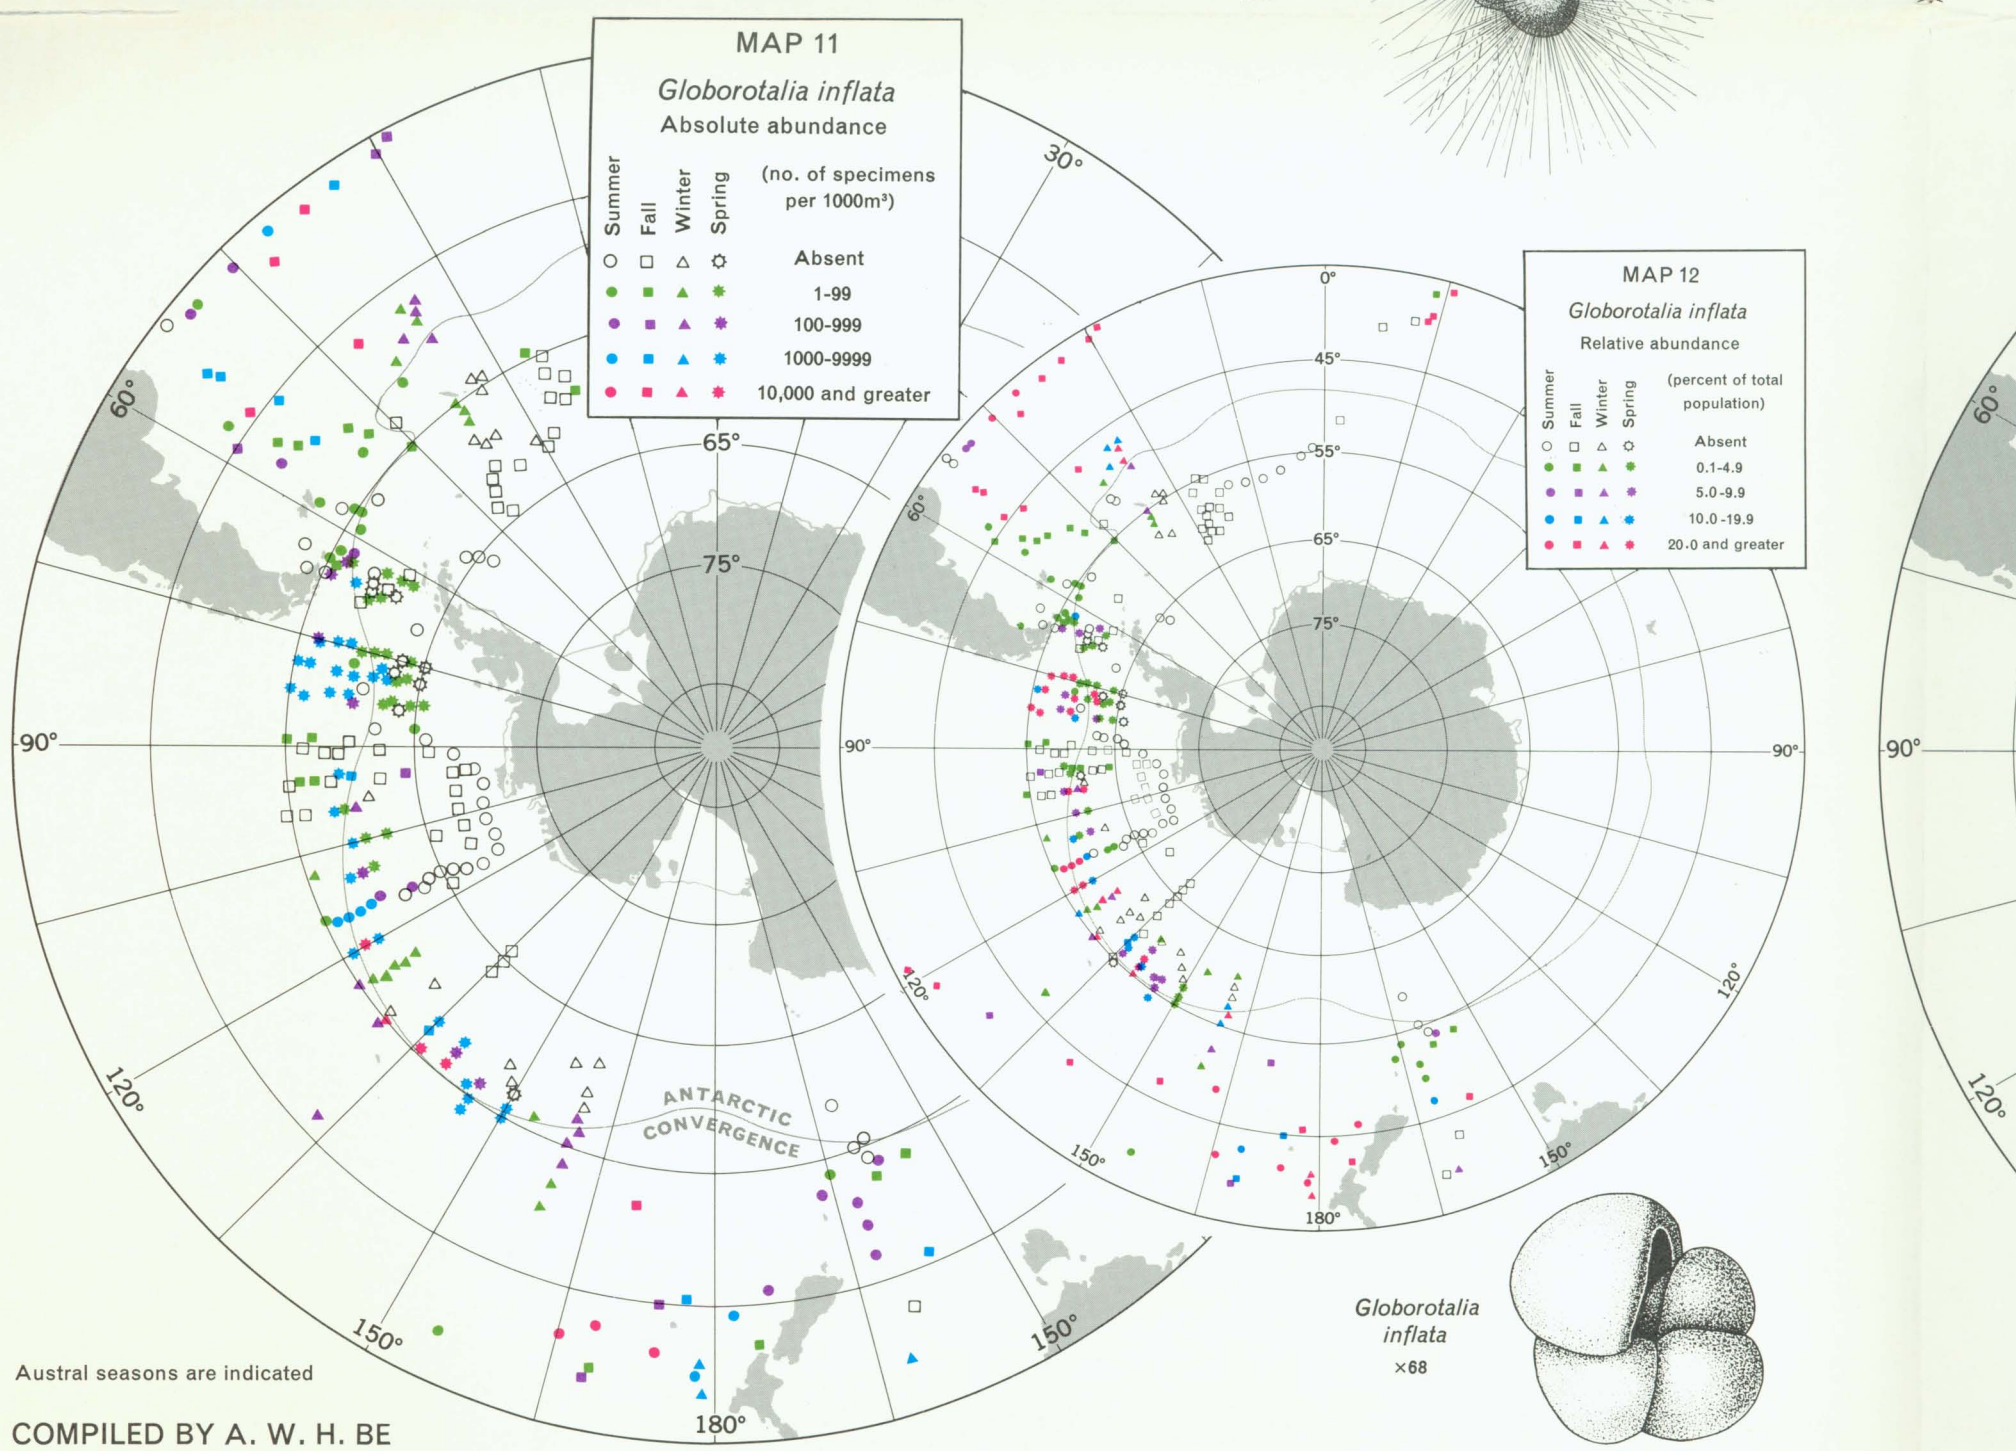 MAP 11
Globorotalia inflata
Absolute abundance
Summer
Fall
Winter
Spring
(no. of specimens
per 1000m³)
Absent
1-99
100-999
1000-9999
10,000 and greater
30°
60°
65°
75°
90°
120°
150°
180°
150°
ANTARCTIC
CONVERGENCE
MAP 12
Globorotalia inflata
Relative abundance
Summer
Fall
Winter
Spring
(percent of total
population)
Absent
0.1-4.9
5.0-9.9
10.0-19.9
20.0 and greater
0°
45°
55°
60°
65°
75°
90°
90°
120°
120°
150°
150°
180°
60°
90°
120°
Globorotalia
inflata
×68
Austral seasons are indicated
COMPILED BY A. W. H. BE